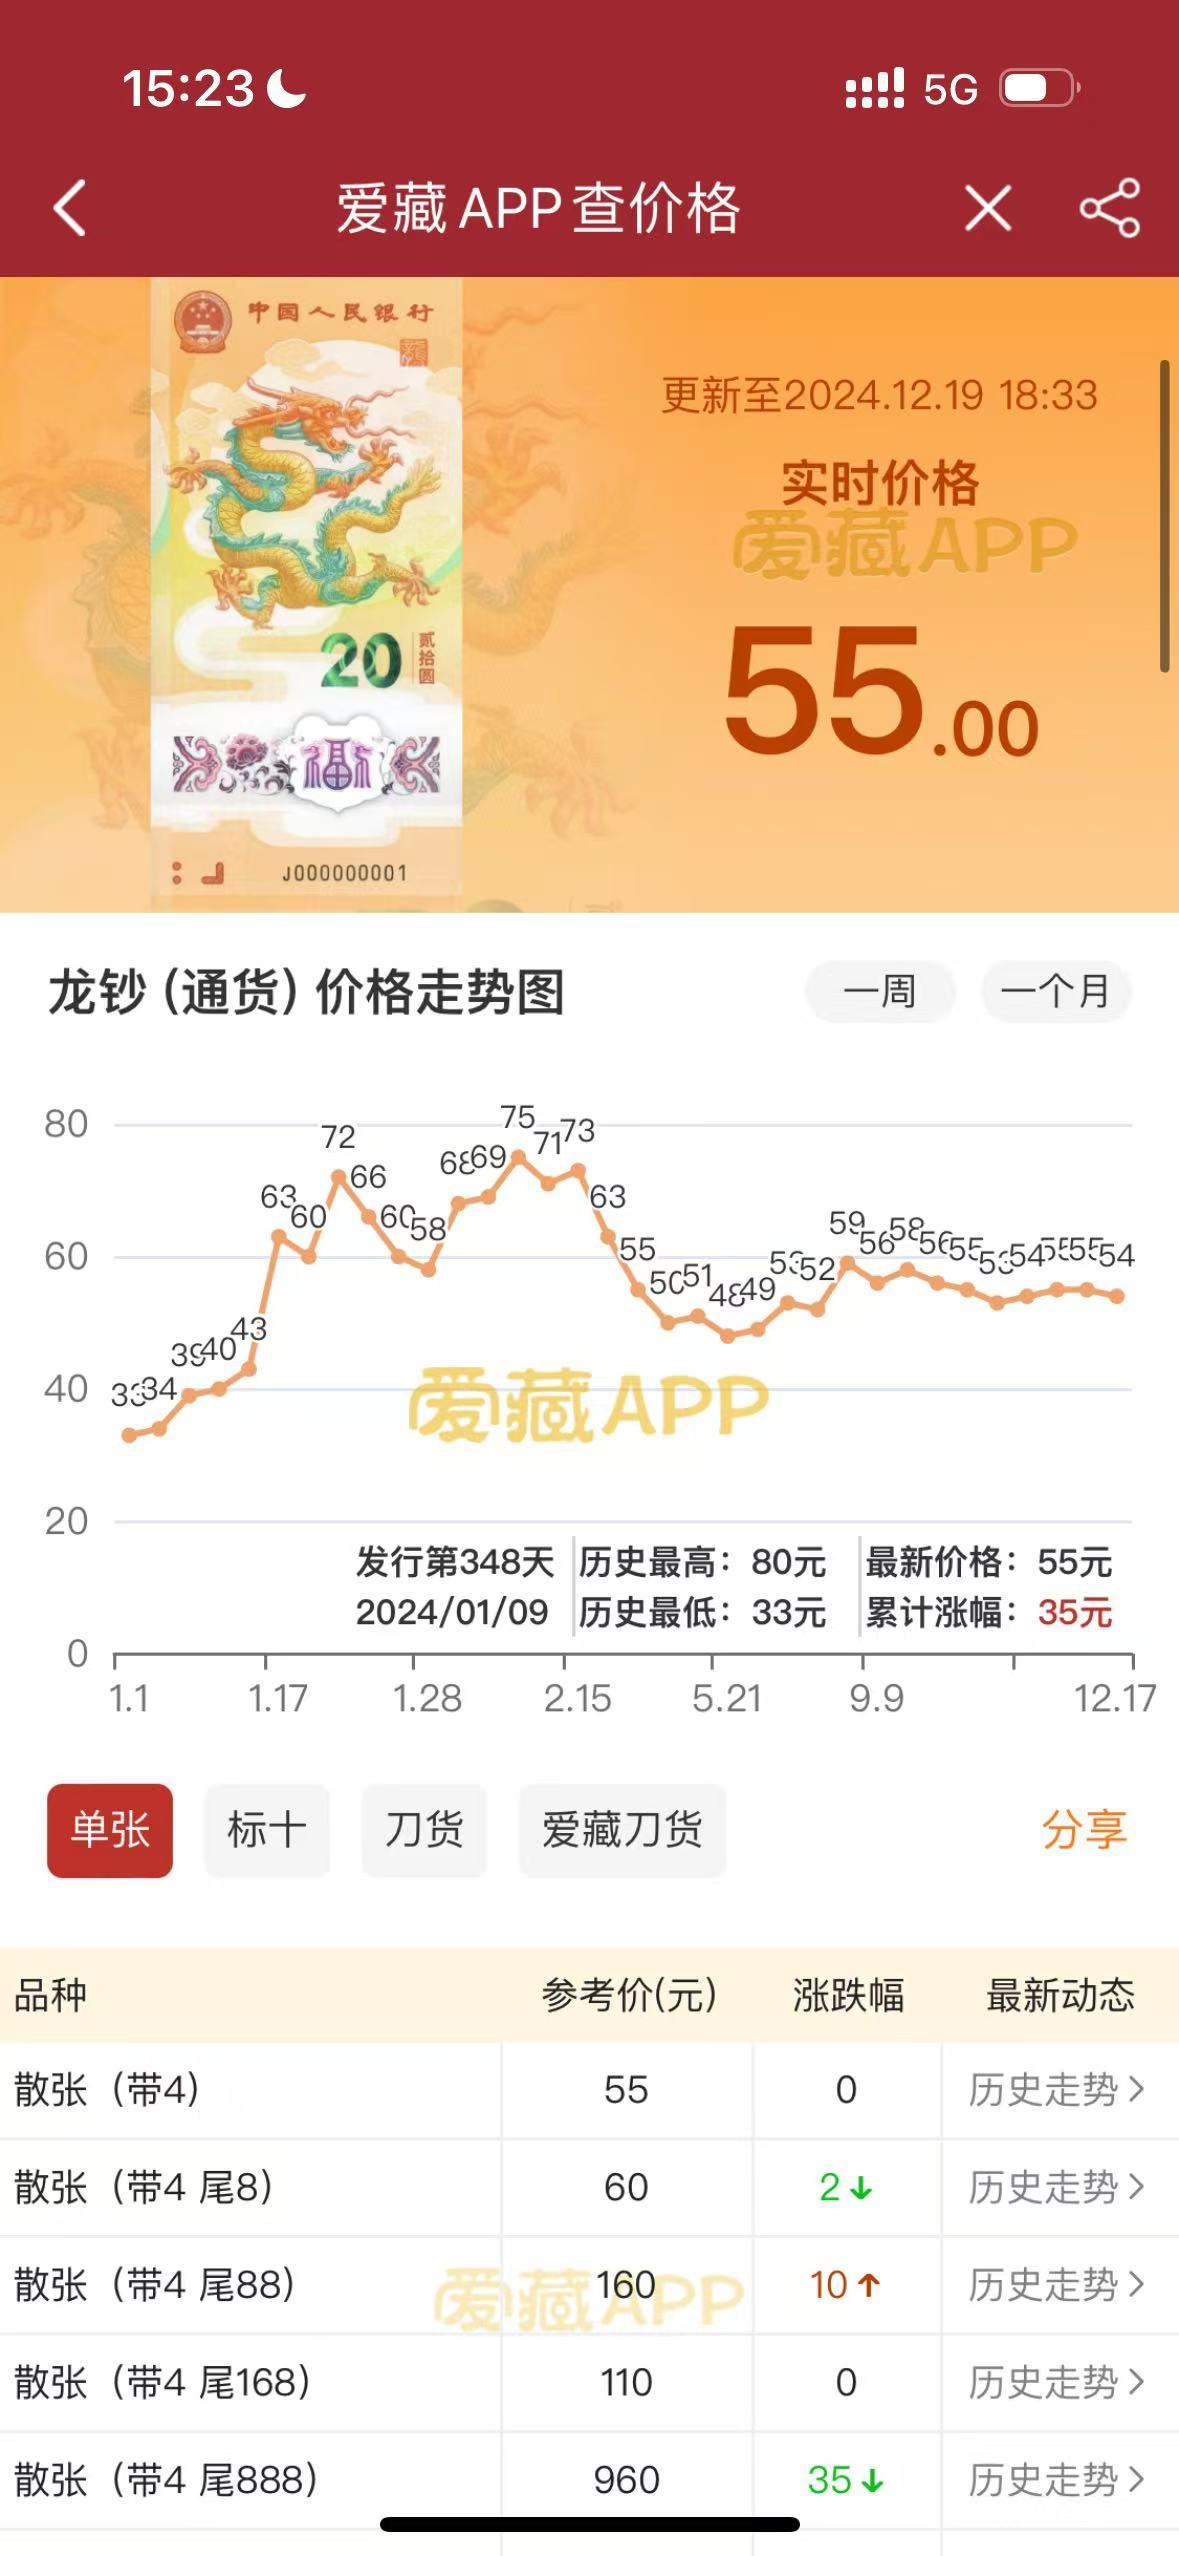 15:23
5G
爱藏APP查价格
中国人民银行
20
贰拾圆
福
J000000001
更新至2024.12.19 18:33
实时价格
爱藏APP
55.00
龙钞(通货)价格走势图
一周
一个月
80
60
40
20
0
33
34
39
40
43
63
60
72
66
60
58
68
69
75
71
73
63
55
50
51
48
49
53
52
59
56
58
56
55
53
54
55
55
54
爱藏APP
发行第348天
2024/01/09
历史最高：80元
历史最低：33元
最新价格：55元
累计涨幅：35元
1.1
1.17
1.28
2.15
5.21
9.9
12.17
单张
标十
刀货
爱藏刀货
分享
品种 参考价(元) 涨跌幅 最新动态
散张（带4） 55 0 历史走势
散张（带4 尾8） 60 2↓ 历史走势
散张（带4 尾88） 160 10↑ 历史走势
爱藏APP
散张（带4 尾168） 110 0 历史走势
散张（带4 尾888） 960 35↓ 历史走势